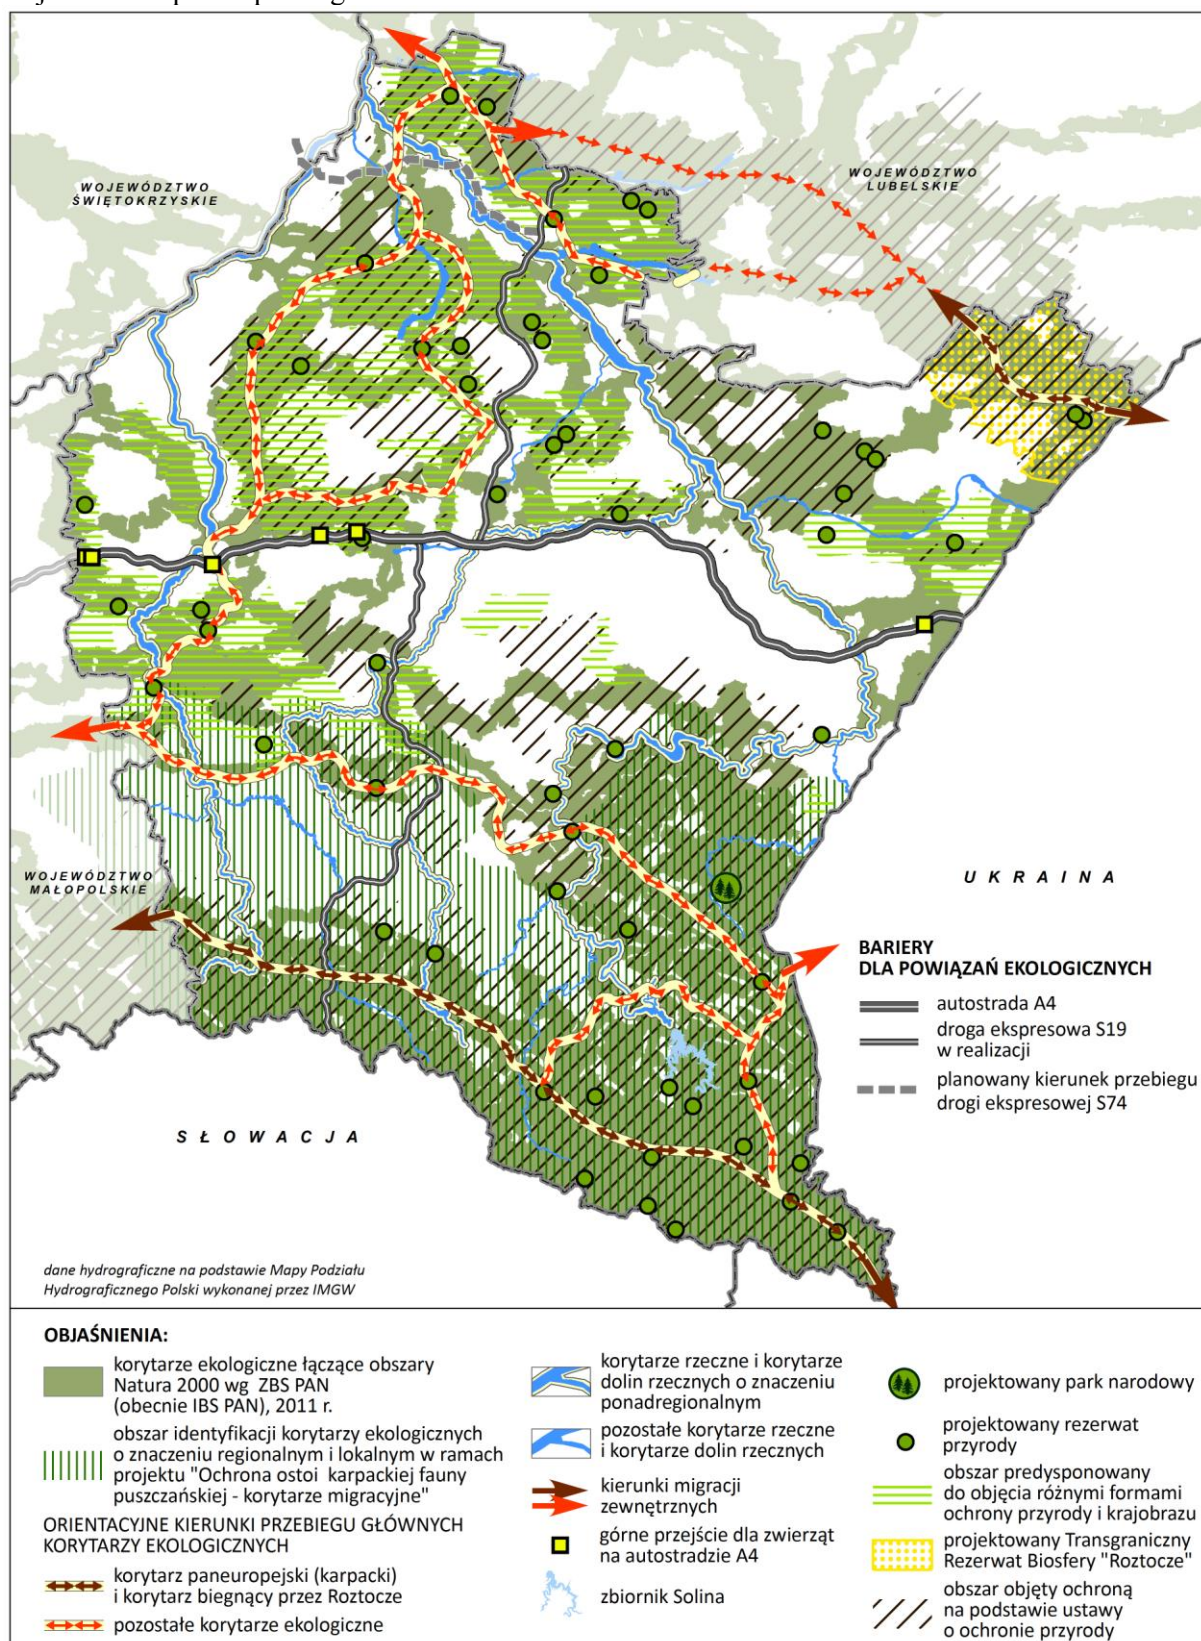 WOJEWÓDZTWO
ŚWIĘTOKRZYSKIE
WOJEWÓDZTWO
LUBELSKIE
WOJEWÓDZTWO
MAŁOPOLSKIE
UKRAINA
SŁOWACJA
BARIERY
DLA POWIĄZAŃ EKOLOGICZNYCH
autostrada A4
droga ekspresowa S19
w realizacji
planowany kierunek przebiegu
drogi ekspresowej S74
dane hydrograficzne na podstawie Mapy Podziału
Hydrograficznego Polski wykonanej przez IMGW
OBJAŚNIENIA:
korytarze ekologiczne łączące obszary
Natura 2000 wg ZBS PAN
(obecnie IBS PAN), 2011 r.
obszar identyfikacji korytarzy ekologicznych
o znaczeniu regionalnym i lokalnym w ramach
projektu "Ochrona ostoi karpackiej fauny
puszczańskiej - korytarze migracyjne"
ORIENTACYJNE KIERUNKI PRZEBIEGU GŁÓWNYCH
KORYTARZY EKOLOGICZNYCH
korytarz paneuropejski (karpacki)
i korytarz biegnący przez Roztocze
pozostałe korytarze ekologiczne
korytarze rzeczne i korytarze
dolin rzecznych o znaczeniu
ponadregionalnym
pozostałe korytarze rzeczne
i korytarze dolin rzecznych
kierunki migracji
zewnętrznych
górne przejście dla zwierząt
na autostradzie A4
zbiornik Solina
projektowany park narodowy
projektowany rezerwat
przyrody
obszar predysponowany
do objęcia różnymi formami
ochrony przyrody i krajobrazu
projektowany Transgraniczny
Rezerwat Biosfery "Roztocze"
obszar objęty ochroną
na podstawie ustawy
o ochronie przyrody